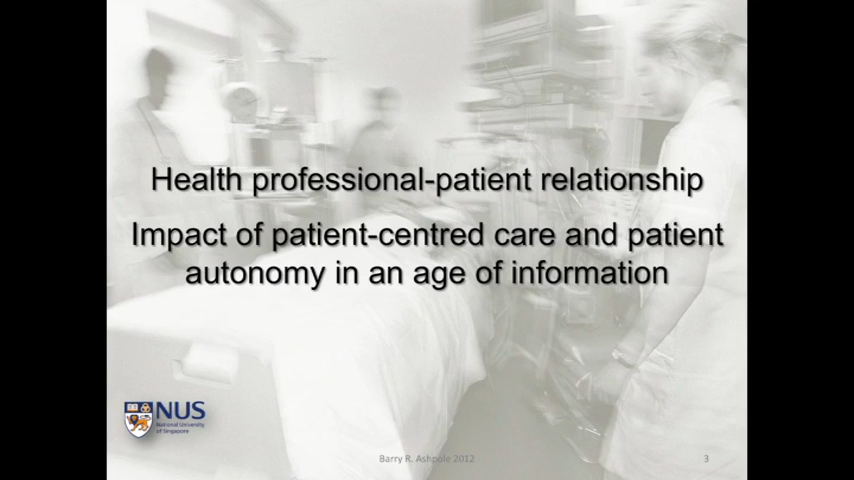 Health professional-patient relationship
Impact of patient-centred care and patient
autonomy in an age of information
NUS
National University
of Singapore
Barry R. Ashpole 2012
3